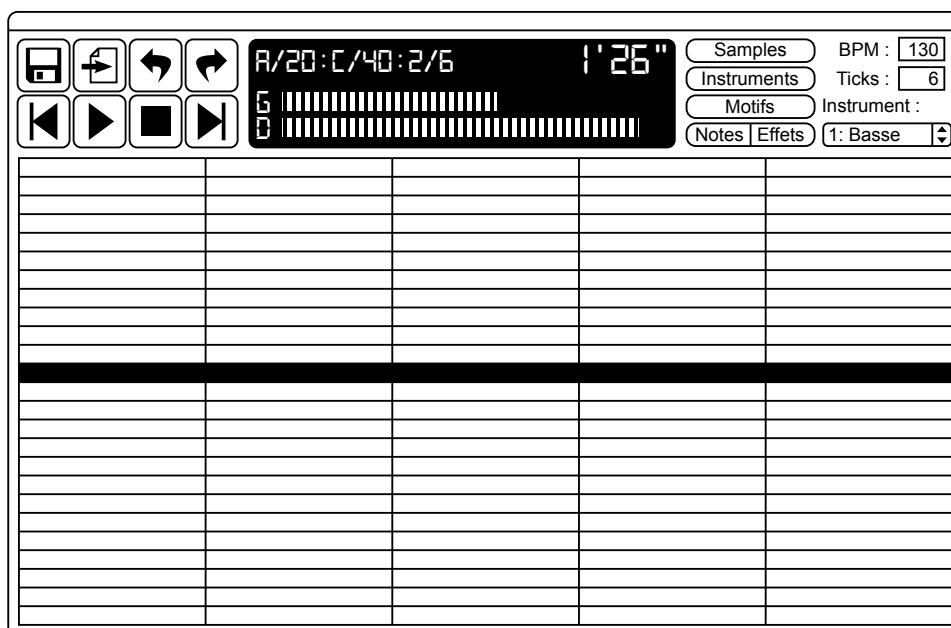 A/20:C/40:2/6 1'26"
G
D
Samples
Instruments
Motifs
Notes Effets
BPM : 130
Ticks : 6
Instrument :
1: Basse